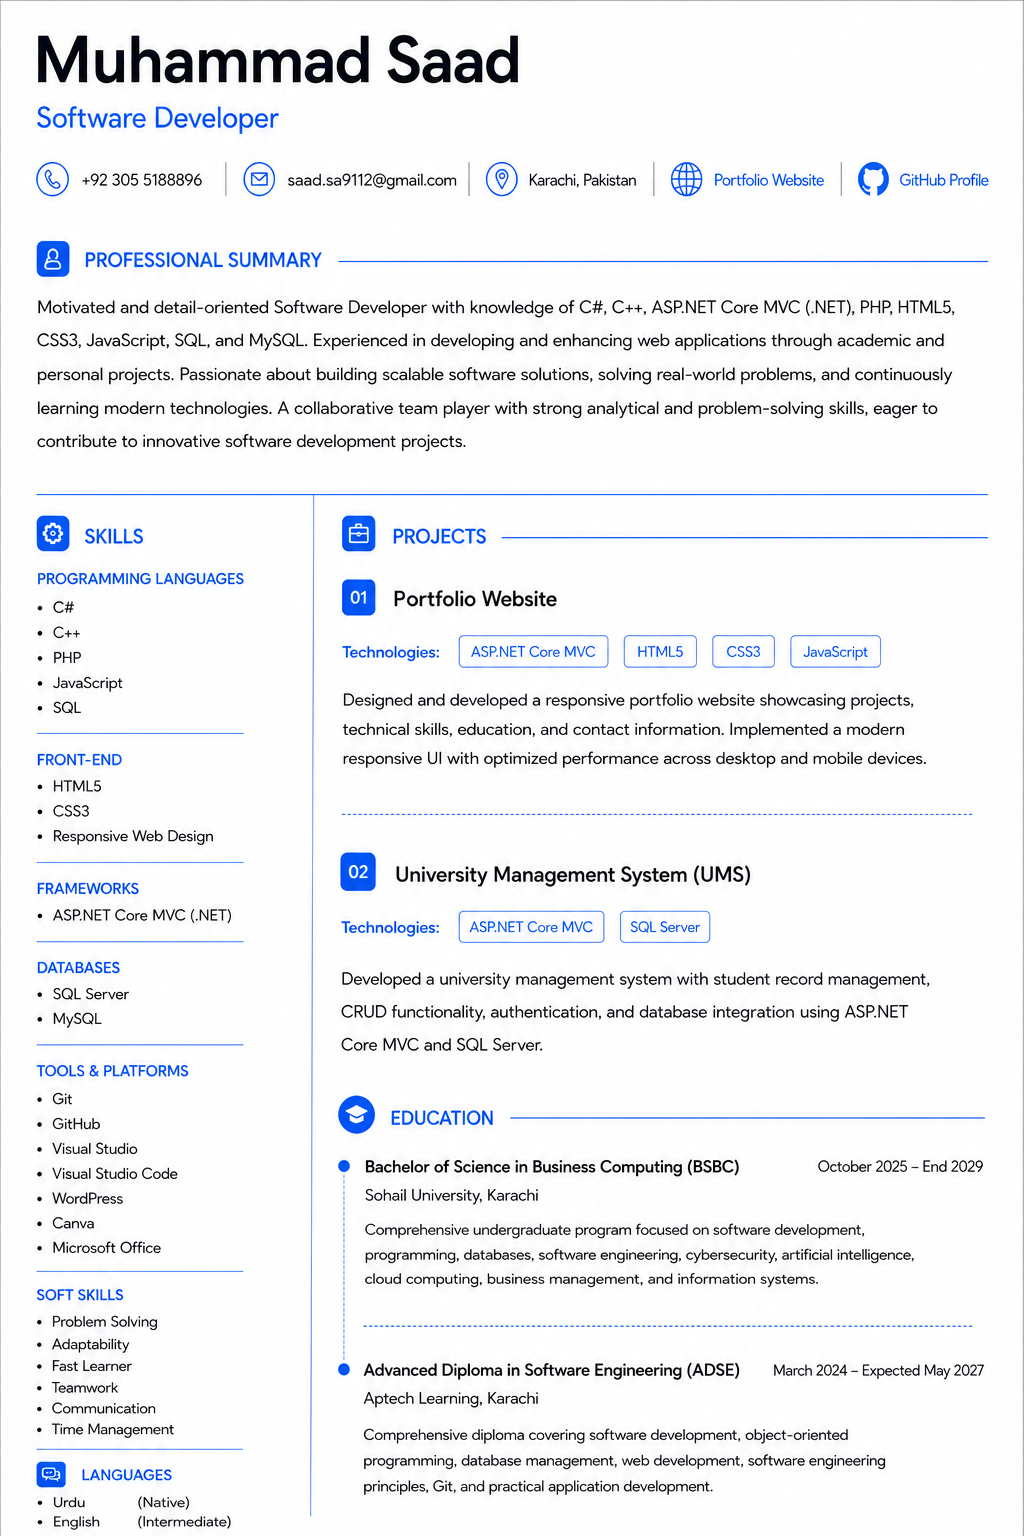 Muhammad Saad
Software Developer
+92 305 5188896
saad.sa9112@gmail.com
Karachi, Pakistan
Portfolio Website
GitHub Profile
PROFESSIONAL SUMMARY
Motivated and detail-oriented Software Developer with knowledge of C#, C++, ASP.NET Core MVC (.NET), PHP, HTML5,
CSS3, JavaScript, SQL, and MySQL. Experienced in developing and enhancing web applications through academic and
personal projects. Passionate about building scalable software solutions, solving real-world problems, and continuously
learning modern technologies. A collaborative team player with strong analytical and problem-solving skills, eager to
contribute to innovative software development projects.
SKILLS
PROGRAMMING LANGUAGES
• C#
• C++
• PHP
• JavaScript
• SQL
FRONT-END
• HTML5
• CSS3
• Responsive Web Design
FRAMEWORKS
• ASP.NET Core MVC (.NET)
DATABASES
• SQL Server
• MySQL
TOOLS & PLATFORMS
• Git
• GitHub
• Visual Studio
• Visual Studio Code
• WordPress
• Canva
• Microsoft Office
SOFT SKILLS
• Problem Solving
• Adaptability
• Fast Learner
• Teamwork
• Communication
• Time Management
LANGUAGES
• Urdu (Native)
• English (Intermediate)
PROJECTS
01 Portfolio Website
Technologies: ASP.NET Core MVC HTML5 CSS3 JavaScript
Designed and developed a responsive portfolio website showcasing projects,
technical skills, education, and contact information. Implemented a modern
responsive UI with optimized performance across desktop and mobile devices.
02 University Management System (UMS)
Technologies: ASP.NET Core MVC SQL Server
Developed a university management system with student record management,
CRUD functionality, authentication, and database integration using ASP.NET
Core MVC and SQL Server.
EDUCATION
Bachelor of Science in Business Computing (BSBC) October 2025 – End 2029
Sohail University, Karachi
Comprehensive undergraduate program focused on software development,
programming, databases, software engineering, cybersecurity, artificial intelligence,
cloud computing, business management, and information systems.
Advanced Diploma in Software Engineering (ADSE) March 2024 – Expected May 2027
Aptech Learning, Karachi
Comprehensive diploma covering software development, object-oriented
programming, database management, web development, software engineering
principles, Git, and practical application development.